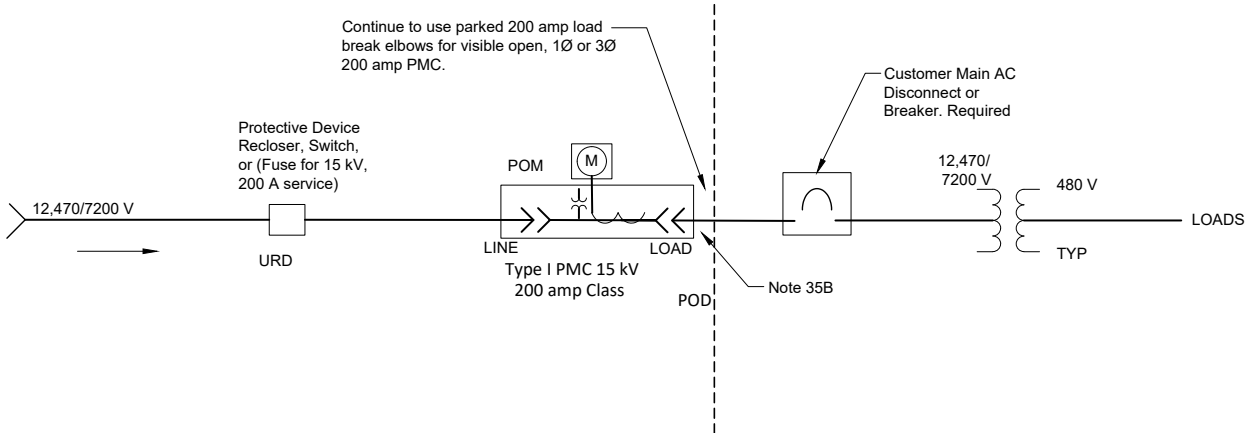 Continue to use parked 200 amp load
break elbows for visible open, 1Ø or 3Ø
200 amp PMC.
Customer Main AC
Disconnect or
Breaker. Required
Protective Device
Recloser, Switch,
or (Fuse for 15 kV,
200 A service)
POM
M
12,470/
7200 V
480 V
12,470/7200 V
LOADS
URD
LINE
LOAD
TYP
Type I PMC 15 kV
200 amp Class
POD
Note 35B